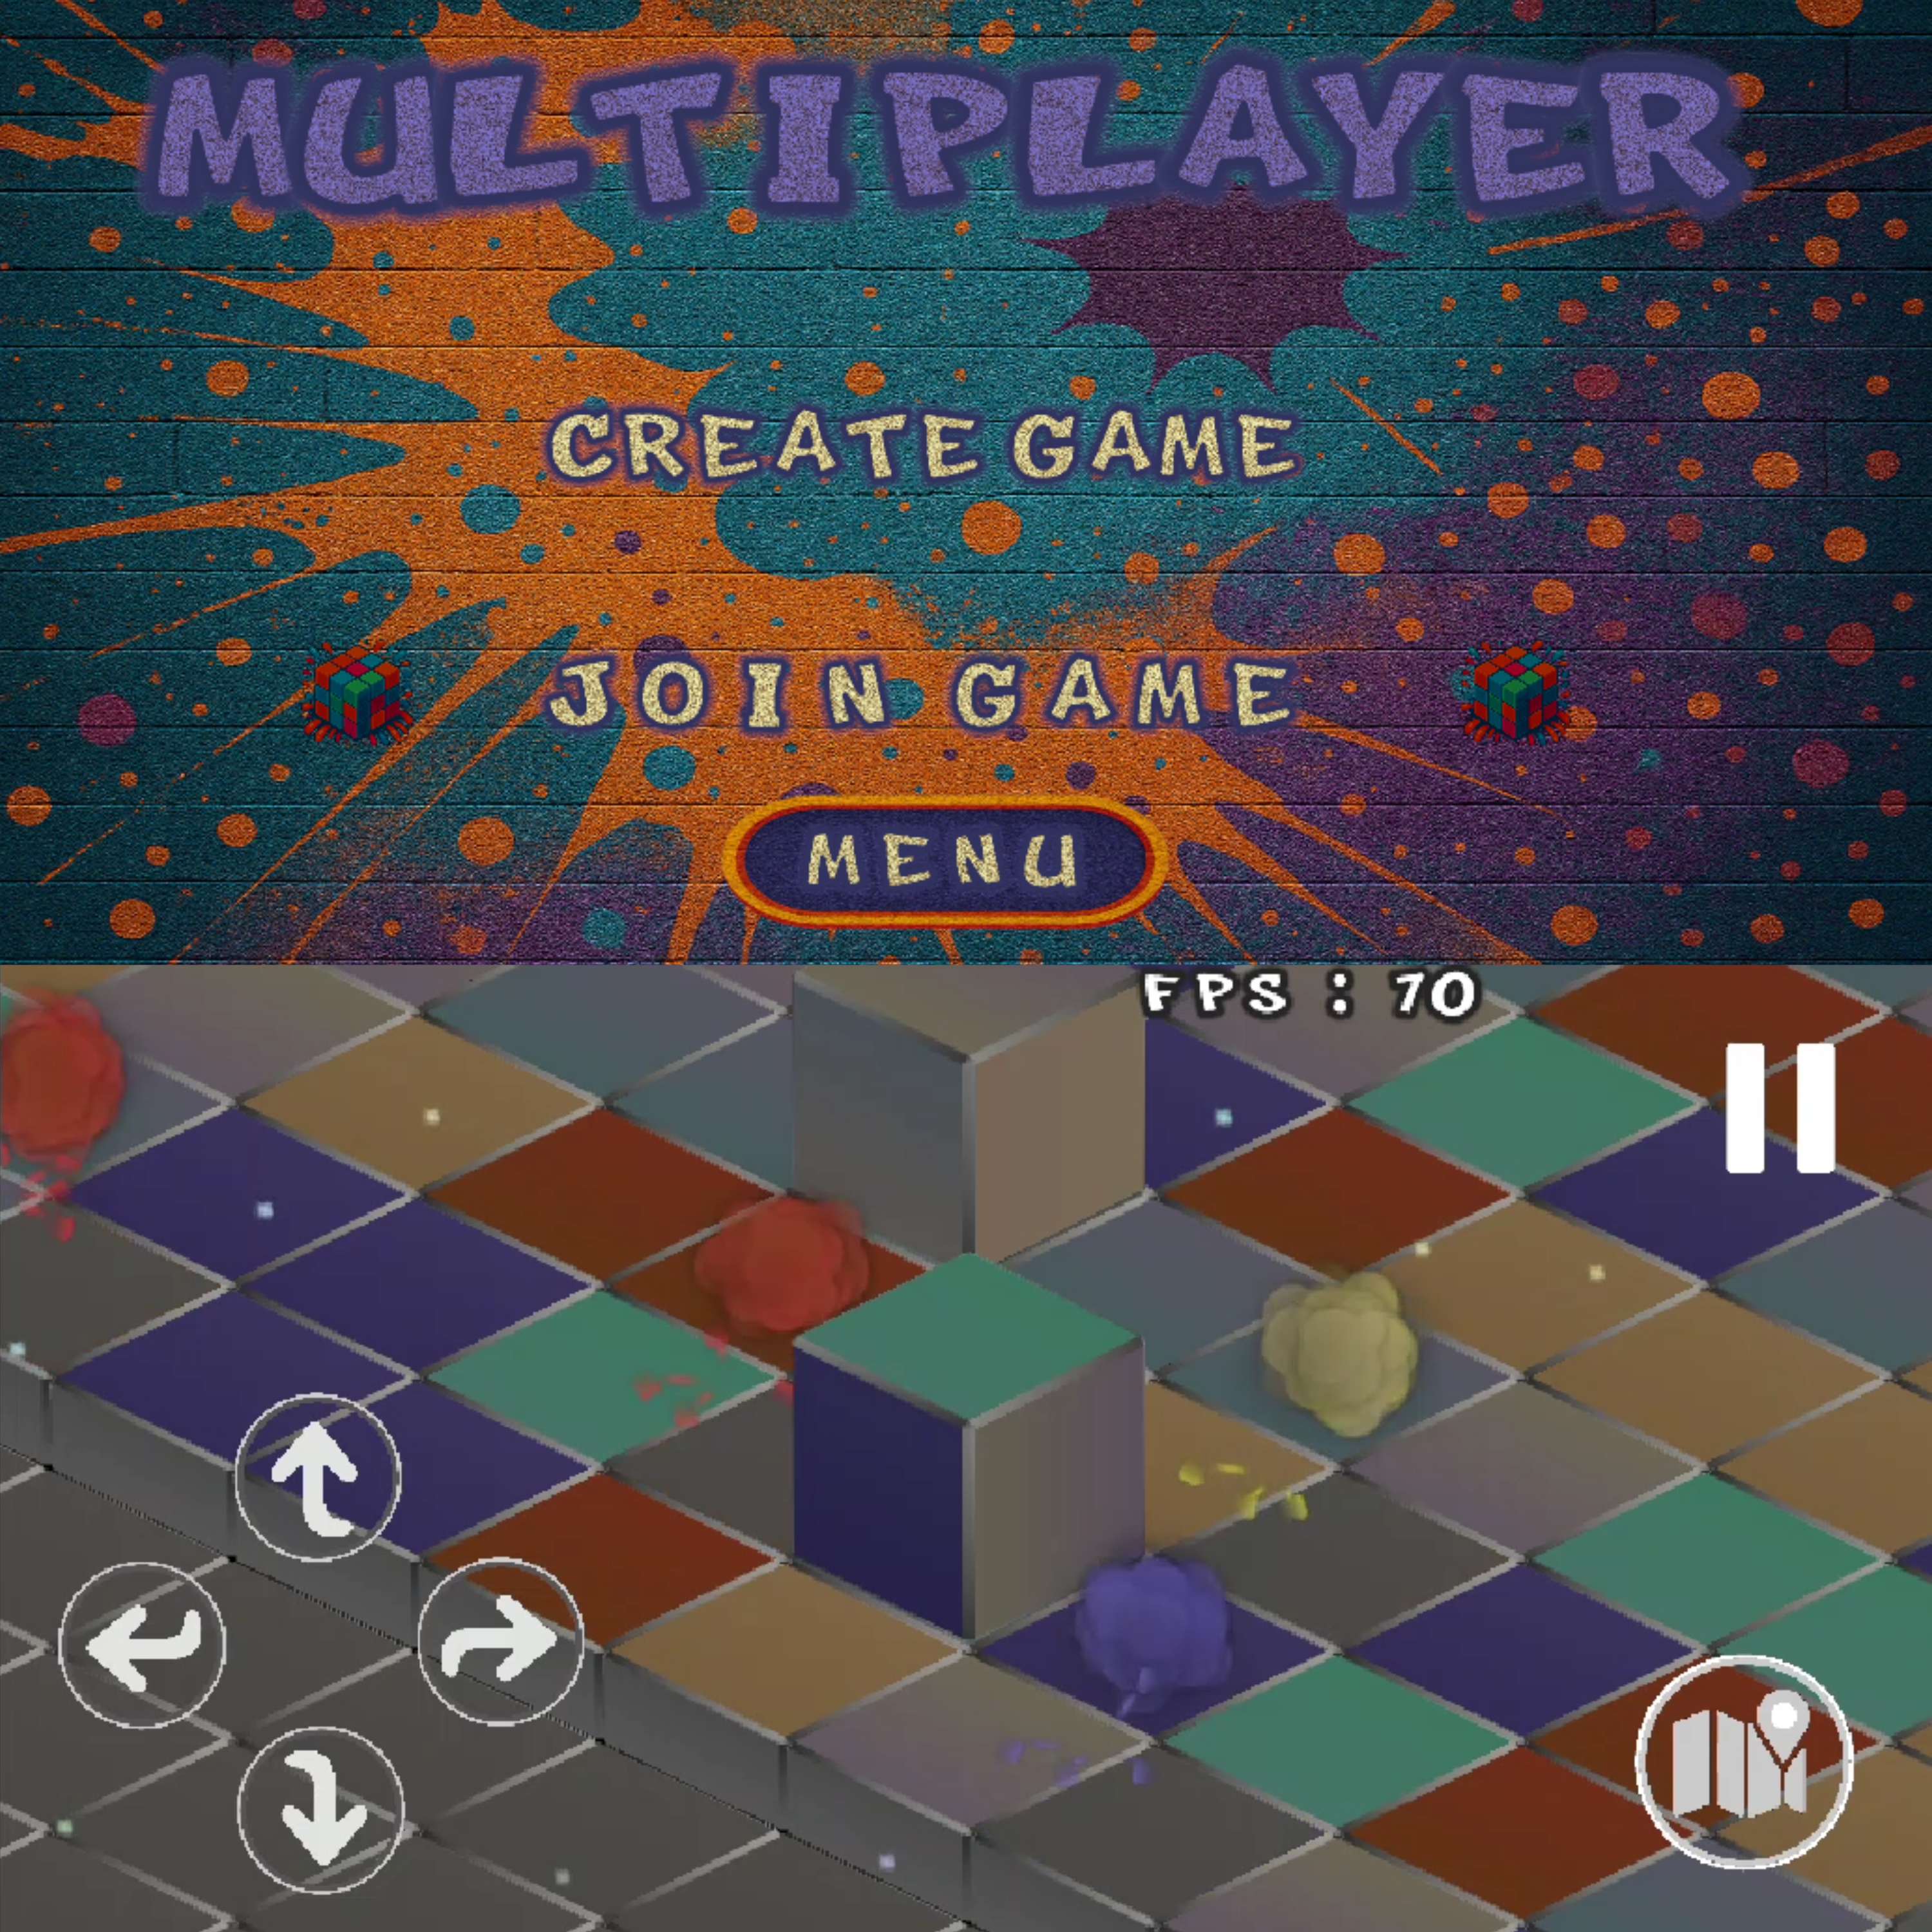 MULTIPLAYER
CREATE GAME
JOIN GAME
MENU
FPS : 70